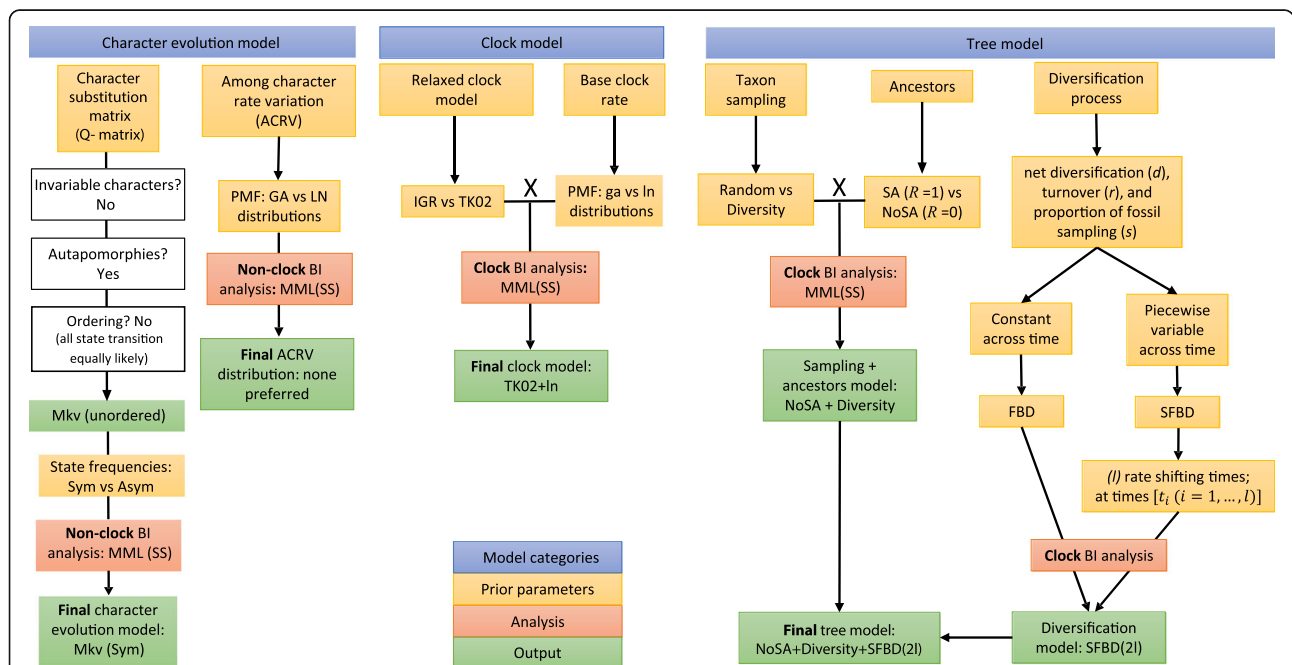 Character evolution model
Character
substitution
matrix
(Q- matrix)
Invariable characters?
No
Autapomorphies?
Yes
Ordering? No
(all state transition
equally likely)
Mkv (unordered)
State frequencies:
Sym vs Asym
Non-clock BI
analysis: MML (SS)
Final character
evolution model:
Mkv (Sym)
Among character
rate variation
(ACRV)
PMF: GA vs LN
distributions
Non-clock BI
analysis: MML(SS)
Final ACRV
distribution: none
preferred
Clock model
Relaxed clock
model
Base clock
rate
IGR vs TK02
X
PMF: ga vs ln
distributions
Clock BI analysis:
MML(SS)
Final clock model:
TK02+ln
Model categories
Prior parameters
Analysis
Output
Tree model
Taxon
sampling
Ancestors
Random vs
Diversity
X
SA (R =1) vs
NoSA (R =0)
Clock BI analysis:
MML(SS)
Sampling +
ancestors model:
NoSA + Diversity
Diversification
process
net diversification (d),
turnover (r), and
proportion of fossil
sampling (s)
Constant
across time
Piecewise
variable
across time
FBD
SFBD
(l) rate shifting times;
at times [t_i (i = 1, ..., l)]
Clock BI analysis
Diversification
model: SFBD(2l)
Final tree model:
NoSA+Diversity+SFBD(2l)